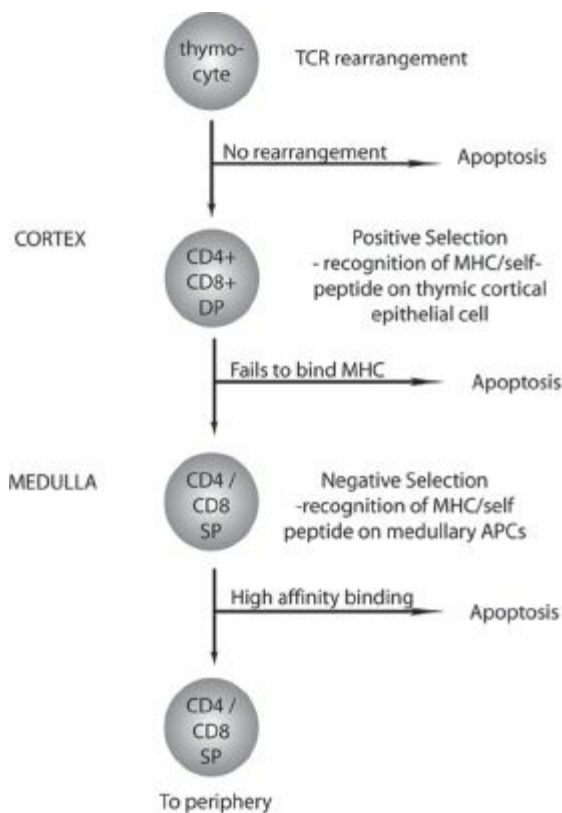 thymo-
cyte
TCR rearrangement
No rearrangement
Apoptosis
CORTEX
CD4+
CD8+
DP
Positive Selection
- recognition of MHC/self-
peptide on thymic cortical
epithelial cell
Fails to bind MHC
Apoptosis
MEDULLA
CD4 /
CD8
SP
Negative Selection
-recognition of MHC/self
peptide on medullary APCs
High affinity binding
Apoptosis
CD4 /
CD8
SP
To periphery